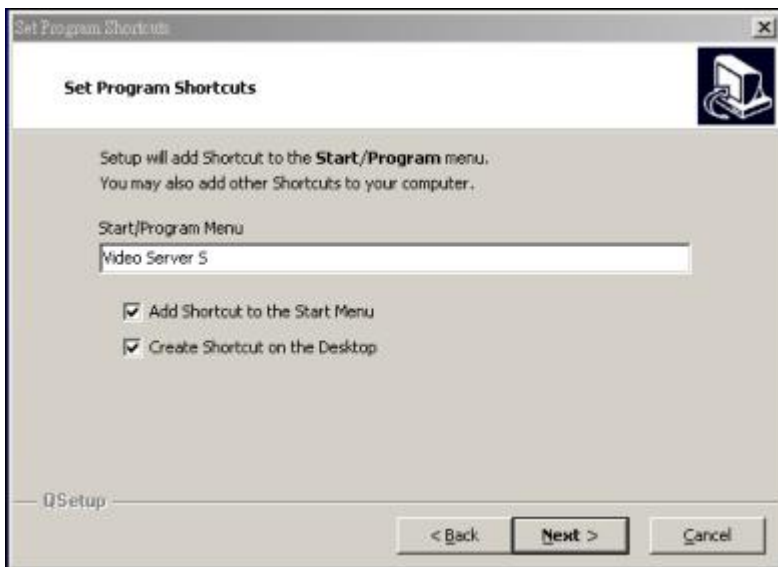 Set Program Shortcuts
Set Program Shortcuts
Setup will add Shortcut to the Start/Program menu.
You may also add other Shortcuts to your computer.
Start/Program Menu
Video Server S
Add Shortcut to the Start Menu
Create Shortcut on the Desktop
QSetup
< Back
Next >
Cancel